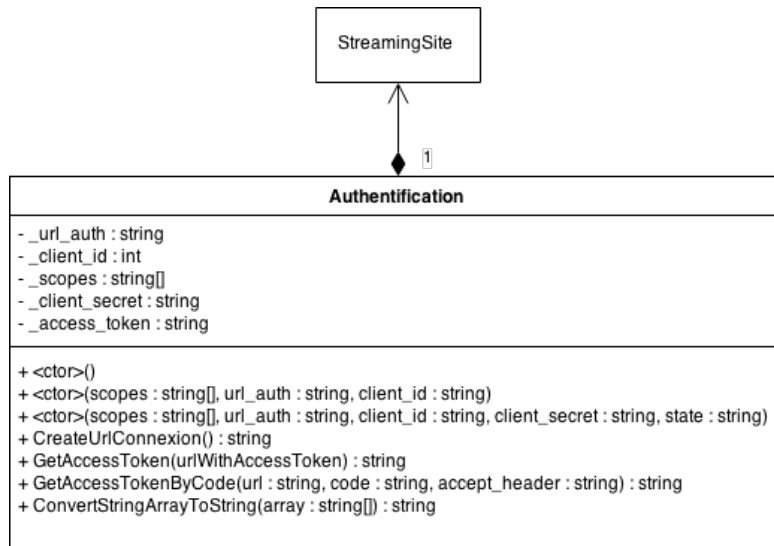 StreamingSite
1
Authentification
- _url_auth : string
- _client_id : int
- _scopes : string[]
- _client_secret : string
- _access_token : string
+ <ctor>()
+ <ctor>(scopes : string[], url_auth : string, client_id : string)
+ <ctor>(scopes : string[], url_auth : string, client_id : string, client_secret : string, state : string)
+ CreateUrlConnexion() : string
+ GetAccessToken(urlWithAccessToken) : string
+ GetAccessTokenByCode(url : string, code : string, accept_header : string) : string
+ ConvertStringArrayToString(array : string[]) : string